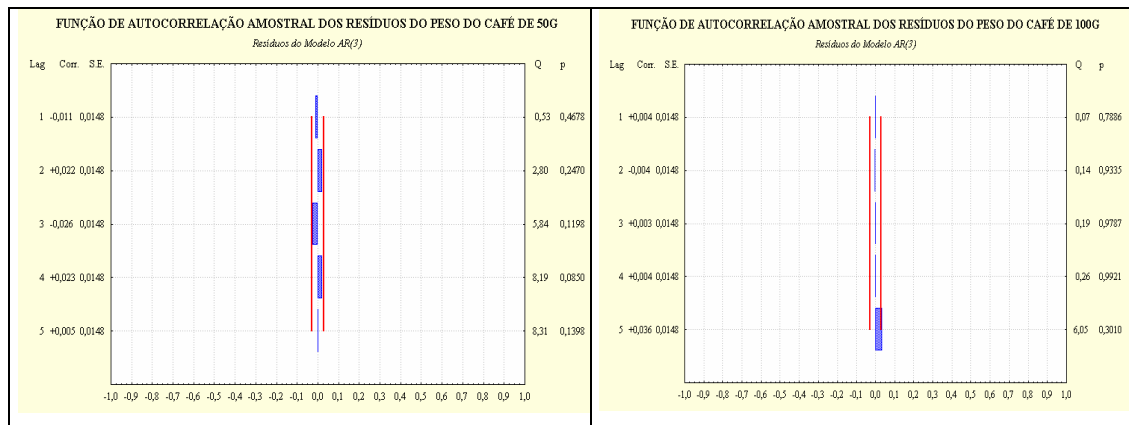 FUNÇÃO DE AUTOCORRELAÇÃO AMOSTRAL DOS RESÍDUOS DO PESO DO CAFÉ DE 50G
Resíduos do Modelo AR(3)
Lag Corr. S.E. Q p
1 -0,011 0,0148 0,53 0,4678
2 +0,022 0,0148 2,80 0,2470
3 -0,026 0,0148 5,84 0,1198
4 +0,023 0,0148 8,19 0,0850
5 +0,005 0,0148 8,31 0,1398
-1,0 -0,9 -0,8 -0,7 -0,6 -0,5 -0,4 -0,3 -0,2 -0,1 0,0 0,1 0,2 0,3 0,4 0,5 0,6 0,7 0,8 0,9 1,0
FUNÇÃO DE AUTOCORRELAÇÃO AMOSTRAL DOS RESÍDUOS DO PESO DO CAFÉ DE 100G
Resíduos do Modelo AR(3)
Lag Corr. S.E. Q p
1 +0,004 0,0148 0,07 0,7886
2 -0,004 0,0148 0,14 0,9335
3 +0,003 0,0148 0,19 0,9787
4 +0,004 0,0148 0,26 0,9921
5 +0,036 0,0148 6,05 0,3010
-1,0 -0,9 -0,8 -0,7 -0,6 -0,5 -0,4 -0,3 -0,2 -0,1 0,0 0,1 0,2 0,3 0,4 0,5 0,6 0,7 0,8 0,9 1,0